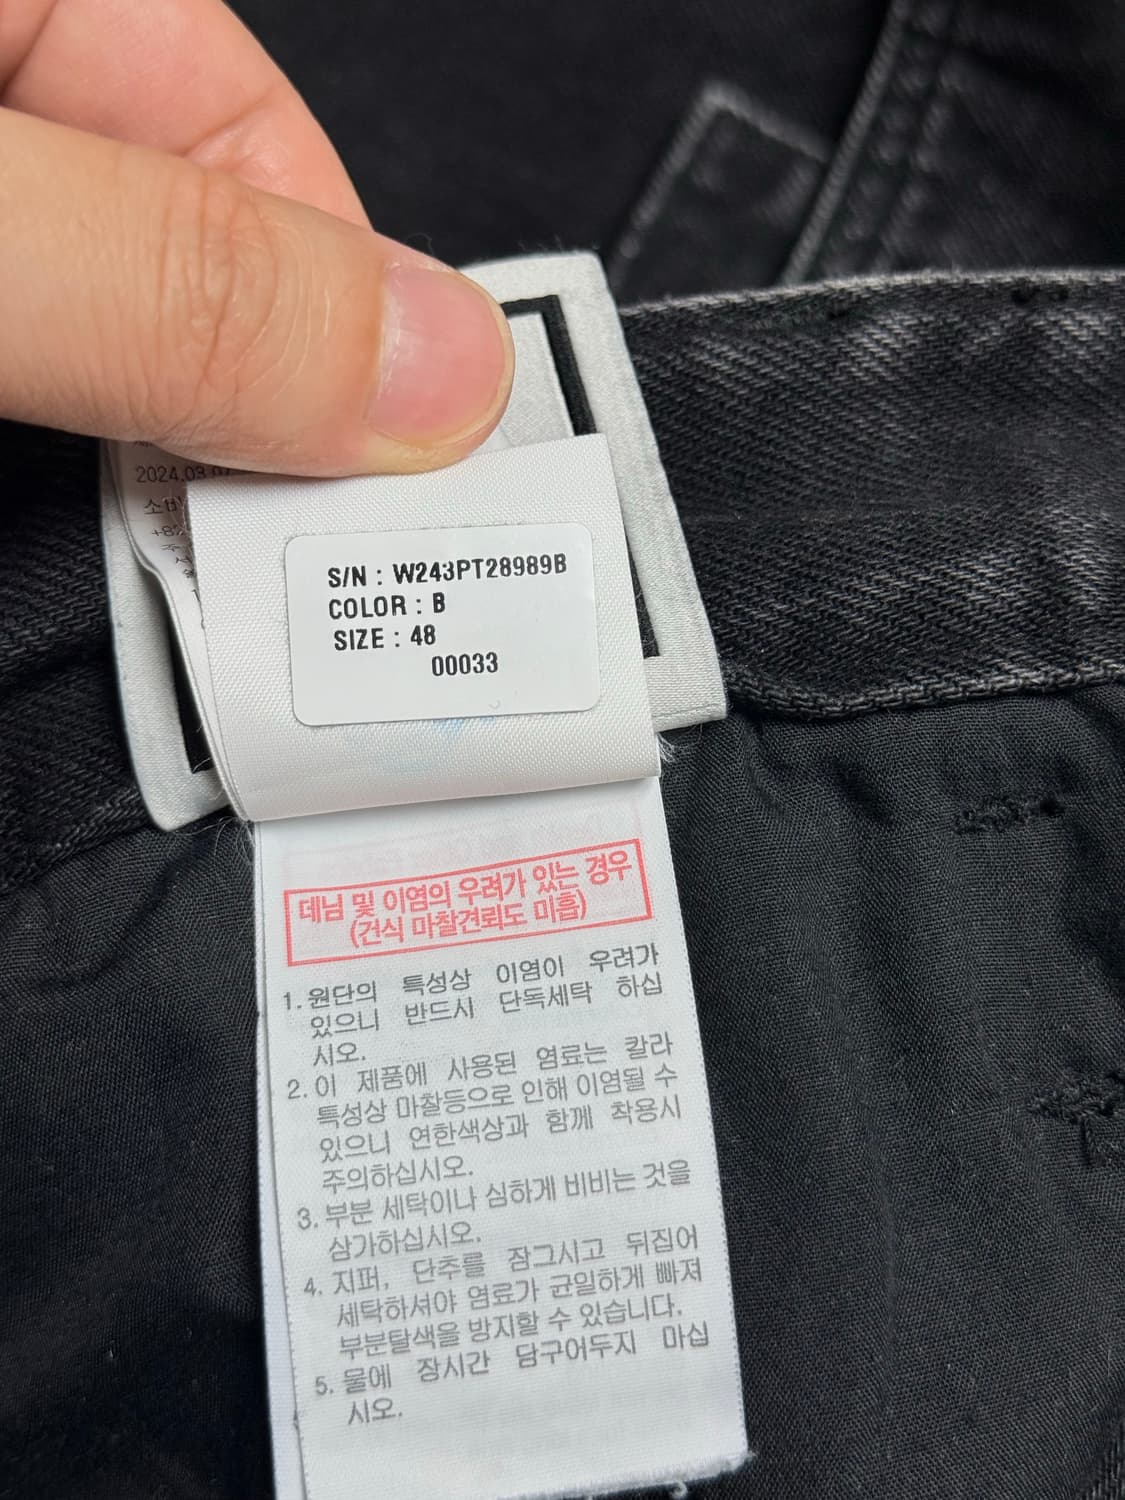 2024.03.07
S/N : W243PT28989B
COLOR : B
SIZE : 48
00033
데님 및 이염의 우려가 있는 경우
(건식 마찰견뢰도 미흡)
1. 원단의 특성상 이염이 우려가
있으니 반드시 단독세탁 하십
시오.
2. 이 제품에 사용된 염료는 칼라
특성상 마찰등으로 인해 이염될 수
있으니 연한색상과 함께 착용시
주의하십시오.
3. 부분 세탁이나 심하게 비비는 것을
삼가하십시오.
4. 지퍼, 단추를 잠그시고 뒤집어
세탁하셔야 염료가 균일하게 빠져
부분탈색을 방지할 수 있습니다.
5. 물에 장시간 담구어두지 마십
시오.